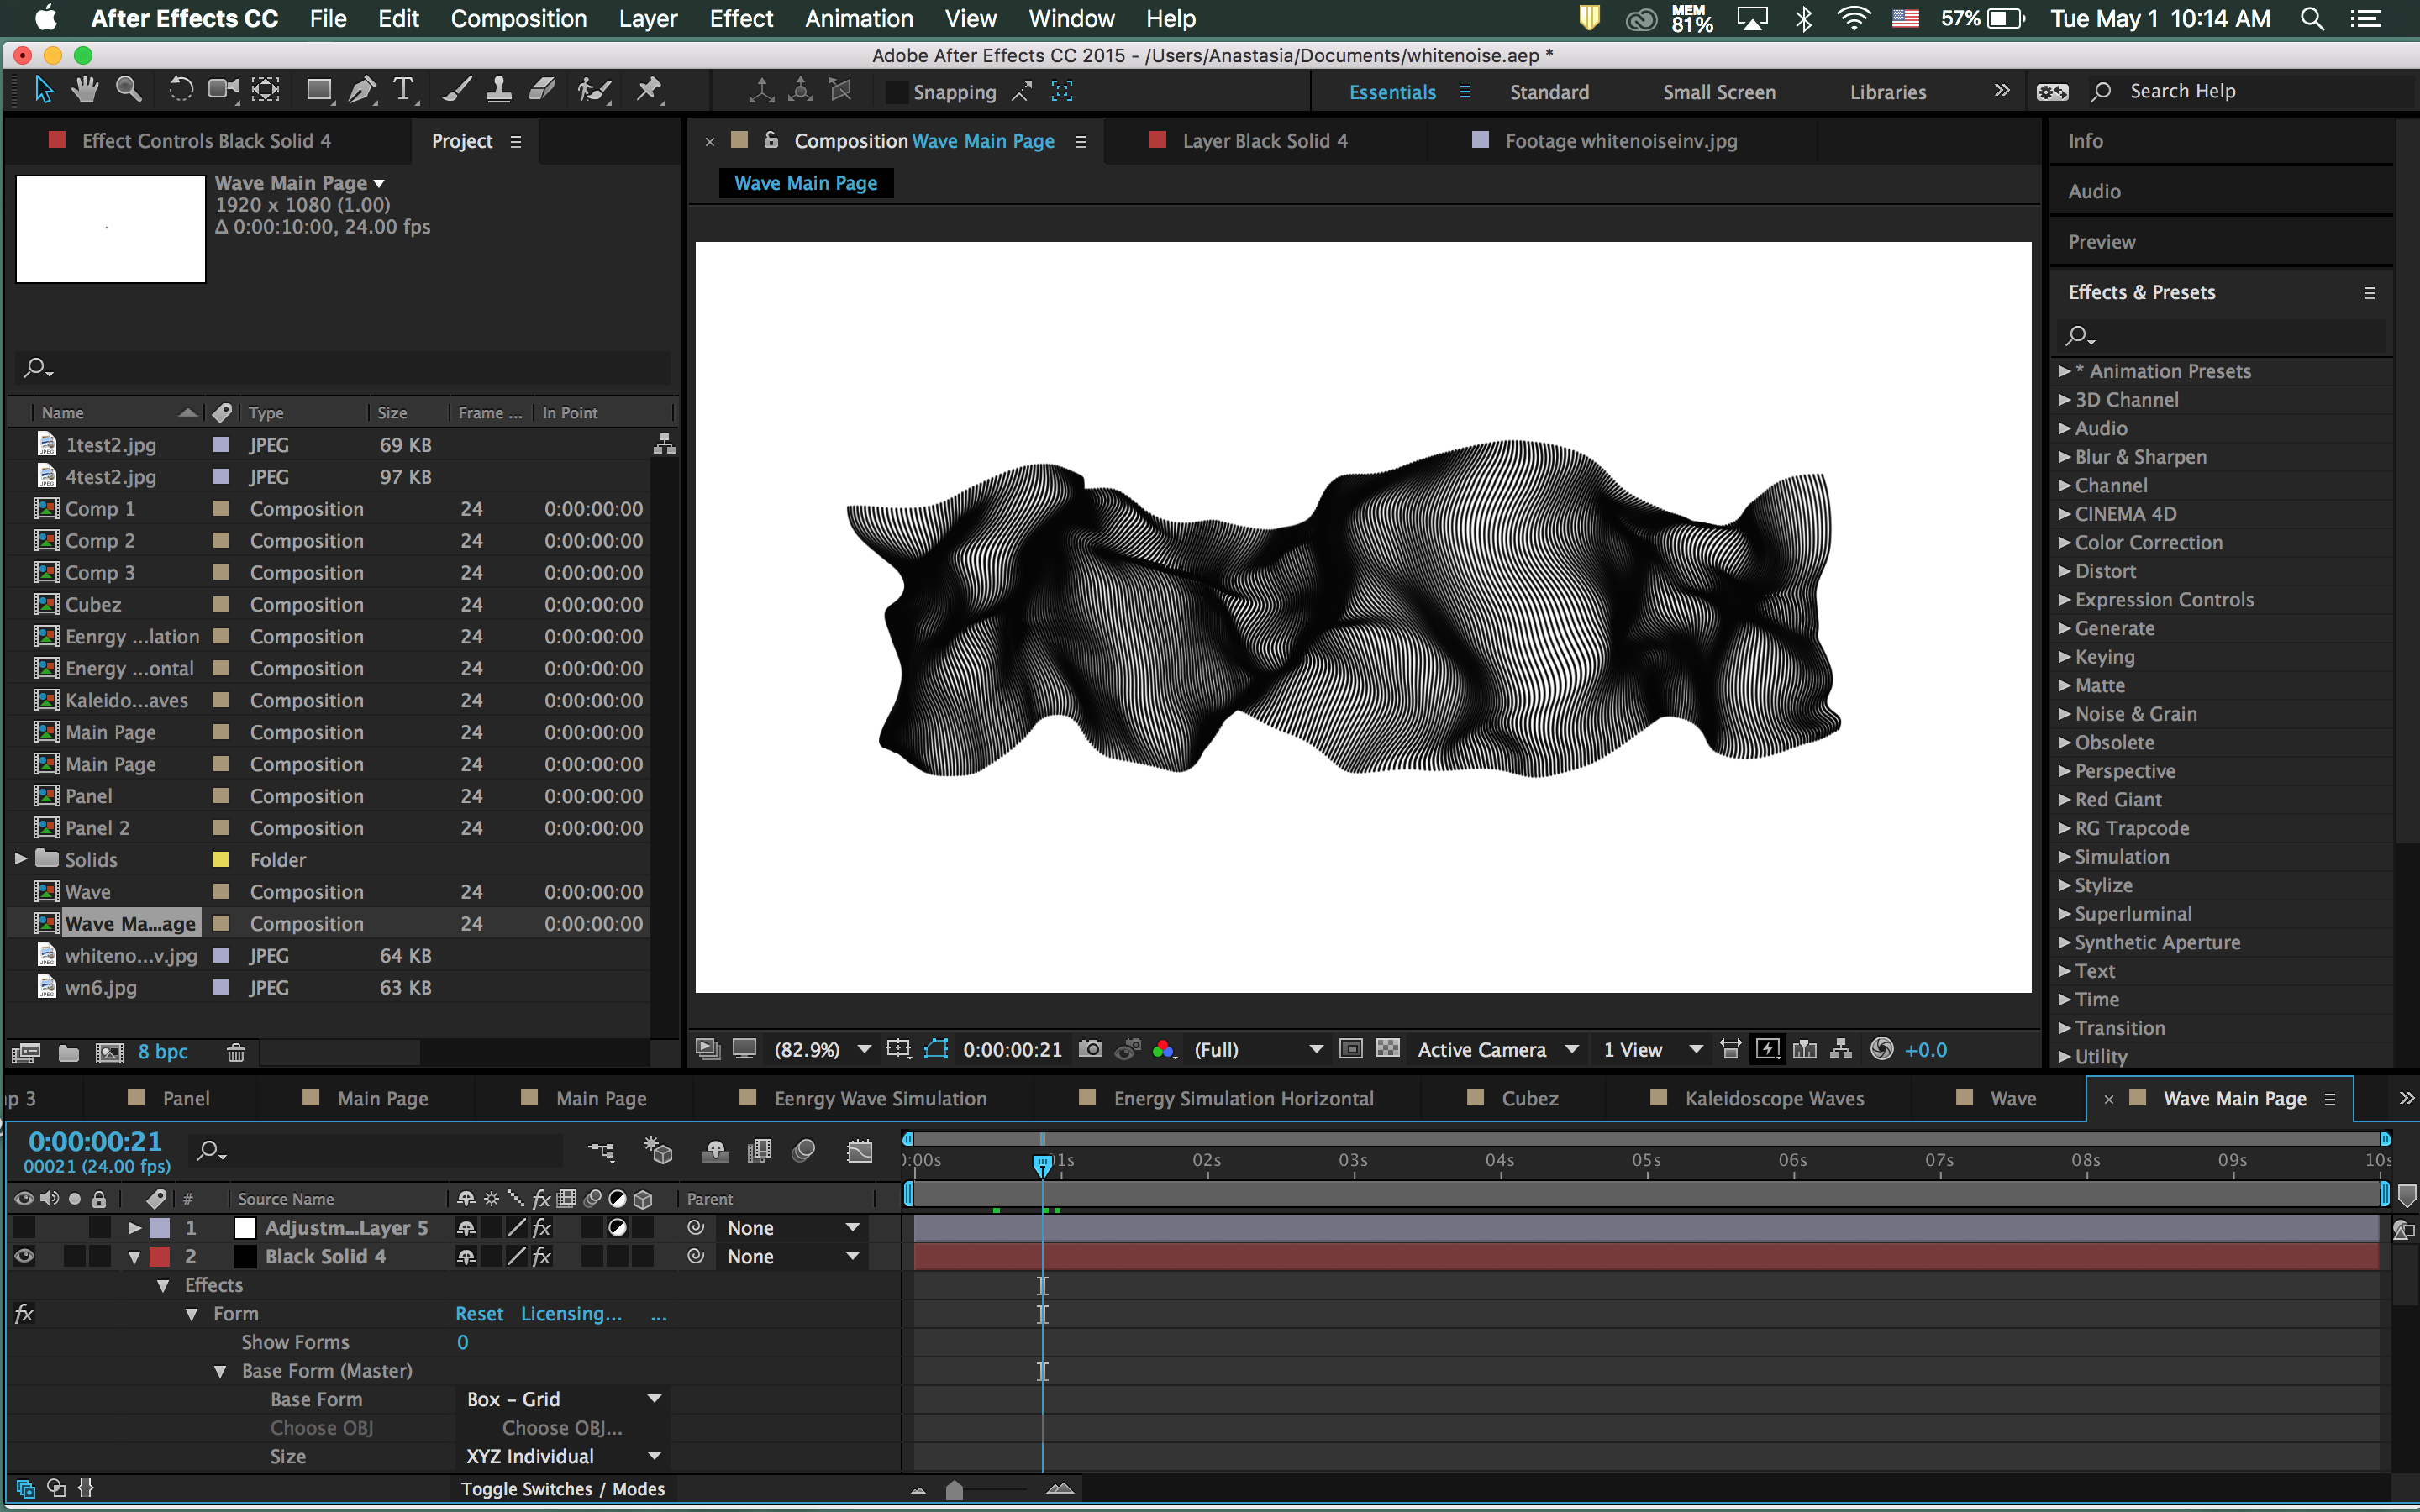 After Effects CC File Edit Composition Layer Effect Animation View Window Help MEM 81% 57% Tue May 1 10:14 AM
Adobe After Effects CC 2015 - /Users/Anastasia/Documents/whitenoise.aep *
Snapping Essentials Standard Small Screen Libraries Search Help
Effect Controls Black Solid 4 Project
Wave Main Page
1920 x 1080 (1.00)
Δ 0:00:10:00, 24.00 fps
Name Type Size Frame ... In Point
1test2.jpg JPEG 69 KB
4test2.jpg JPEG 97 KB
Comp 1 Composition 24 0:00:00:00
Comp 2 Composition 24 0:00:00:00
Comp 3 Composition 24 0:00:00:00
Cubez Composition 24 0:00:00:00
Eenrgy ...lation Composition 24 0:00:00:00
Energy ...ontal Composition 24 0:00:00:00
Kaleido...aves Composition 24 0:00:00:00
Main Page Composition 24 0:00:00:00
Main Page Composition 24 0:00:00:00
Panel Composition 24 0:00:00:00
Panel 2 Composition 24 0:00:00:00
Solids Folder
Wave Composition 24 0:00:00:00
Wave Ma...age Composition 24 0:00:00:00
whiteno...v.jpg JPEG 64 KB
wn6.jpg JPEG 63 KB
8 bpc
Composition Wave Main Page Layer Black Solid 4 Footage whitenoiseinv.jpg
Wave Main Page
(82.9%) 0:00:00:21 (Full) Active Camera 1 View +0.0
Info
Audio
Preview
Effects & Presets
* Animation Presets
3D Channel
Audio
Blur & Sharpen
Channel
CINEMA 4D
Color Correction
Distort
Expression Controls
Generate
Keying
Matte
Noise & Grain
Obsolete
Perspective
Red Giant
RG Trapcode
Simulation
Stylize
Superluminal
Synthetic Aperture
Text
Time
Transition
Utility
np 3 Panel Main Page Main Page Eenrgy Wave Simulation Energy Simulation Horizontal Cubez Kaleidoscope Waves Wave Wave Main Page
0:00:00:21
00021 (24.00 fps)
):00s 01s 02s 03s 04s 05s 06s 07s 08s 09s 10s
# Source Name fx Parent
1 Adjustm...Layer 5 fx None
2 Black Solid 4 fx None
Effects
fx Form Reset Licensing... ...
Show Forms 0
Base Form (Master)
Base Form Box - Grid
Choose OBJ Choose OBJ...
Size XYZ Individual
Toggle Switches / Modes